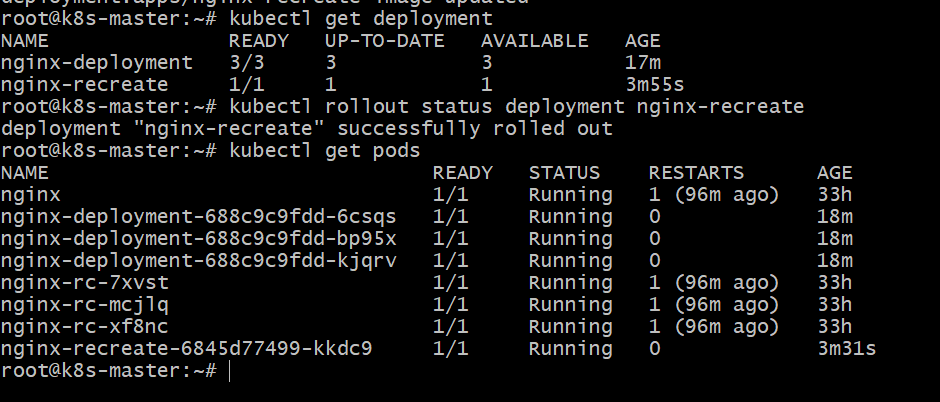 deployment.apps/nginx-recreate image updated
root@k8s-master:~# kubectl get deployment
NAME               READY   UP-TO-DATE   AVAILABLE   AGE
nginx-deployment   3/3     3            3           17m
nginx-recreate     1/1     1            1           3m55s
root@k8s-master:~# kubectl rollout status deployment nginx-recreate
deployment "nginx-recreate" successfully rolled out
root@k8s-master:~# kubectl get pods
NAME                                READY   STATUS    RESTARTS      AGE
nginx                               1/1     Running   1 (96m ago)   33h
nginx-deployment-688c9c9fdd-6csqs   1/1     Running   0             18m
nginx-deployment-688c9c9fdd-bp95x   1/1     Running   0             18m
nginx-deployment-688c9c9fdd-kjqrv   1/1     Running   0             18m
nginx-rc-7xvst                      1/1     Running   1 (96m ago)   33h
nginx-rc-mcjlq                      1/1     Running   1 (96m ago)   33h
nginx-rc-xf8nc                      1/1     Running   1 (96m ago)   33h
nginx-recreate-6845d77499-kkdc9     1/1     Running   0             3m31s
root@k8s-master:~#